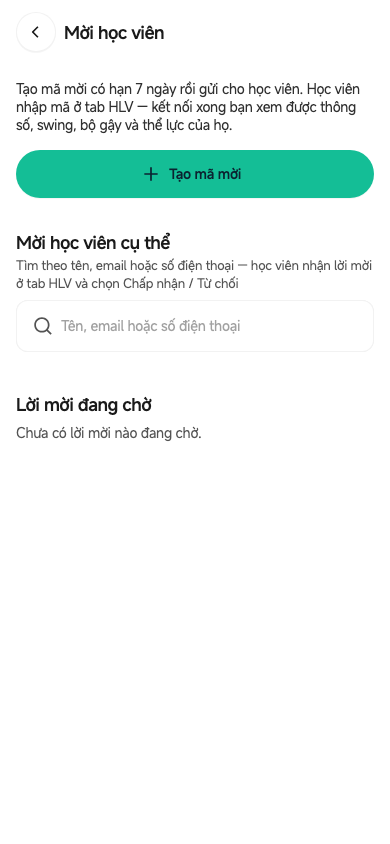 Mời học viên
Tạo mã mời có hạn 7 ngày rồi gửi cho học viên. Học viên
nhập mã ở tab HLV — kết nối xong bạn xem được thông
số, swing, bộ gậy và thể lực của họ.
Tạo mã mời
Mời học viên cụ thể
Tìm theo tên, email hoặc số điện thoại — học viên nhận lời mời
ở tab HLV và chọn Chấp nhận / Từ chối
Tên, email hoặc số điện thoại
Lời mời đang chờ
Chưa có lời mời nào đang chờ.